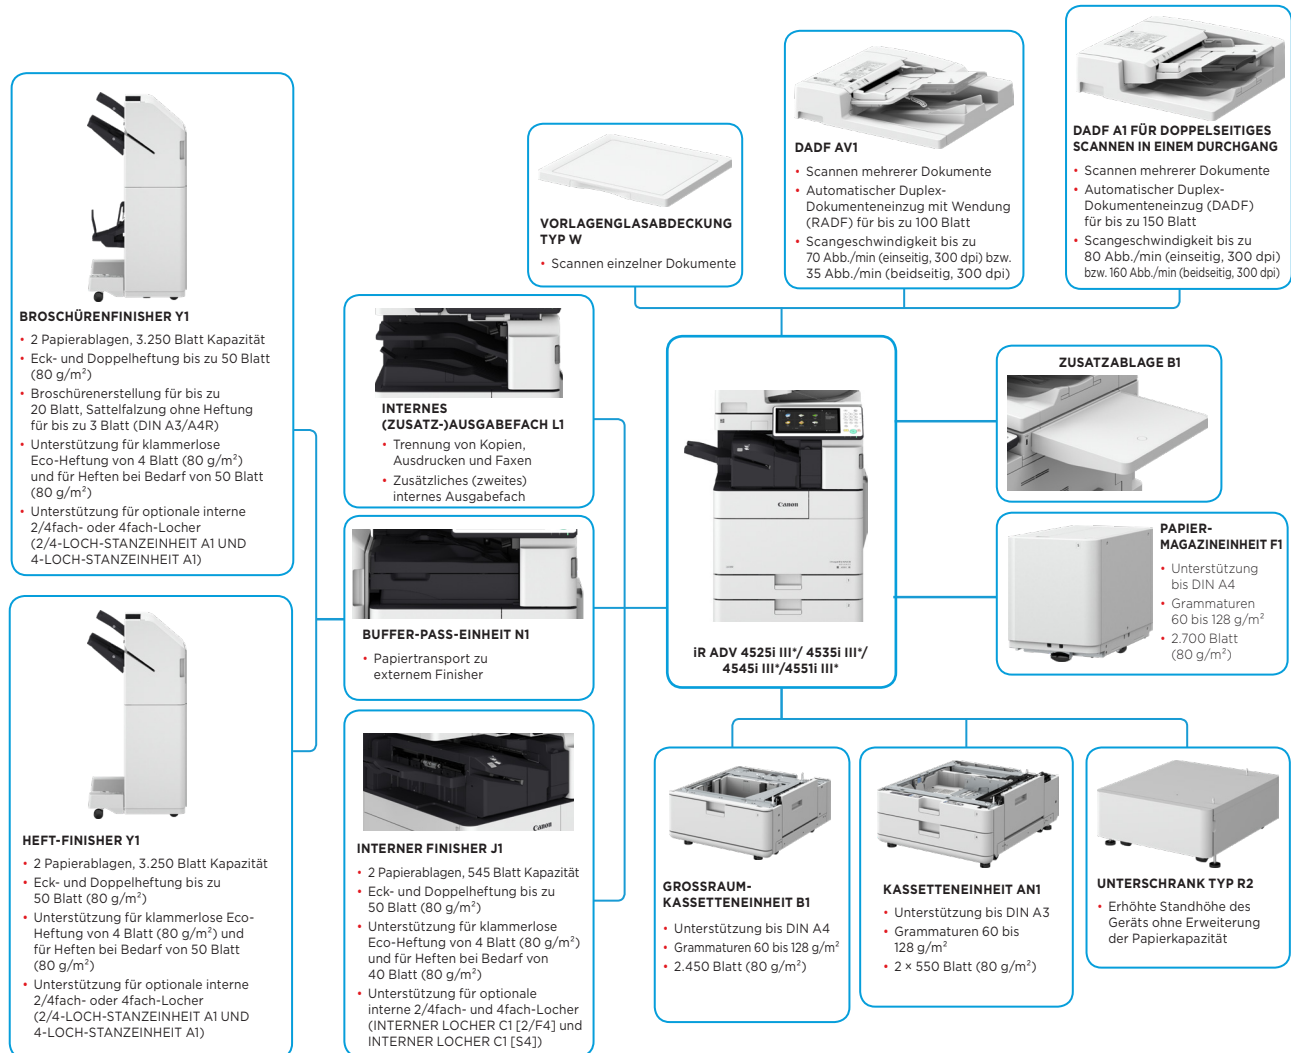 BROSCHÜRENFINISHER Y1
• 2 Papierablagen, 3.250 Blatt Kapazität
• Eck- und Doppelheftung bis zu 50 Blatt
(80 g/m²)
• Broschürenerstellung für bis zu
20 Blatt, Sattelfalzung ohne Heftung
für bis zu 3 Blatt (DIN A3/A4R)
• Unterstützung für klammerlose
Eco-Heftung von 4 Blatt (80 g/m²)
und für Heften bei Bedarf von 50 Blatt
(80 g/m²)
• Unterstützung für optionale interne
2/4fach- oder 4fach-Locher
(2/4-LOCH-STANZEINHEIT A1 UND
4-LOCH-STANZEINHEIT A1)
HEFT-FINISHER Y1
• 2 Papierablagen, 3.250 Blatt Kapazität
• Eck- und Doppelheftung bis zu
50 Blatt (80 g/m²)
• Unterstützung für klammerlose Eco-
Heftung von 4 Blatt (80 g/m²) und
für Heften bei Bedarf von 50 Blatt
(80 g/m²)
• Unterstützung für optionale interne
2/4fach- oder 4fach-Locher
(2/4-LOCH-STANZEINHEIT A1 UND
4-LOCH-STANZEINHEIT A1)
INTERNES
(ZUSATZ-)AUSGABEFACH L1
• Trennung von Kopien,
Ausdrucken und Faxen
• Zusätzliches (zweites)
internes Ausgabefach
BUFFER-PASS-EINHEIT N1
• Papiertransport zu
externem Finisher
Canon
INTERNER FINISHER J1
• 2 Papierablagen, 545 Blatt Kapazität
• Eck- und Doppelheftung bis zu
50 Blatt (80 g/m²)
• Unterstützung für klammerlose
Eco-Heftung von 4 Blatt (80 g/m²)
und für Heften bei Bedarf von
40 Blatt (80 g/m²)
• Unterstützung für optionale
interne 2/4fach- und 4fach-Locher
(INTERNER LOCHER C1 [2/F4] und
INTERNER LOCHER C1 [S4])
VORLAGENGLASABDECKUNG
TYP W
• Scannen einzelner Dokumente
DADF AV1
• Scannen mehrerer Dokumente
• Automatischer Duplex-
Dokumenteneinzug mit Wendung
(RADF) für bis zu 100 Blatt
• Scangeschwindigkeit bis zu
70 Abb./min (einseitig, 300 dpi) bzw.
35 Abb./min (beidseitig, 300 dpi)
DADF A1 FÜR DOPPELSEITIGES
SCANNEN IN EINEM DURCHGANG
• Scannen mehrerer Dokumente
• Automatischer Duplex-
Dokumenteneinzug (DADF)
für bis zu 150 Blatt
• Scangeschwindigkeit bis zu
80 Abb./min (einseitig, 300 dpi)
bzw. 160 Abb./min (beidseitig, 300 dpi)
Canon
iR ADV 4525i III*/ 4535i III*/
4545i III*/4551i III*
ZUSATZABLAGE B1
PAPIER-
MAGAZINEINHEIT F1
• Unterstützung
bis DIN A4
• Grammaturen
60 bis 128 g/m²
• 2.700 Blatt
(80 g/m²)
GROSSRAUM-
KASSETTENEINHEIT B1
• Unterstützung bis DIN A4
• Grammaturen 60 bis 128 g/m²
• 2.450 Blatt (80 g/m²)
KASSETTENEINHEIT AN1
• Unterstützung bis DIN A3
• Grammaturen 60 bis
128 g/m²
• 2 × 550 Blatt (80 g/m²)
UNTERSCHRANK TYP R2
• Erhöhte Standhöhe des
Geräts ohne Erweiterung
der Papierkapazität